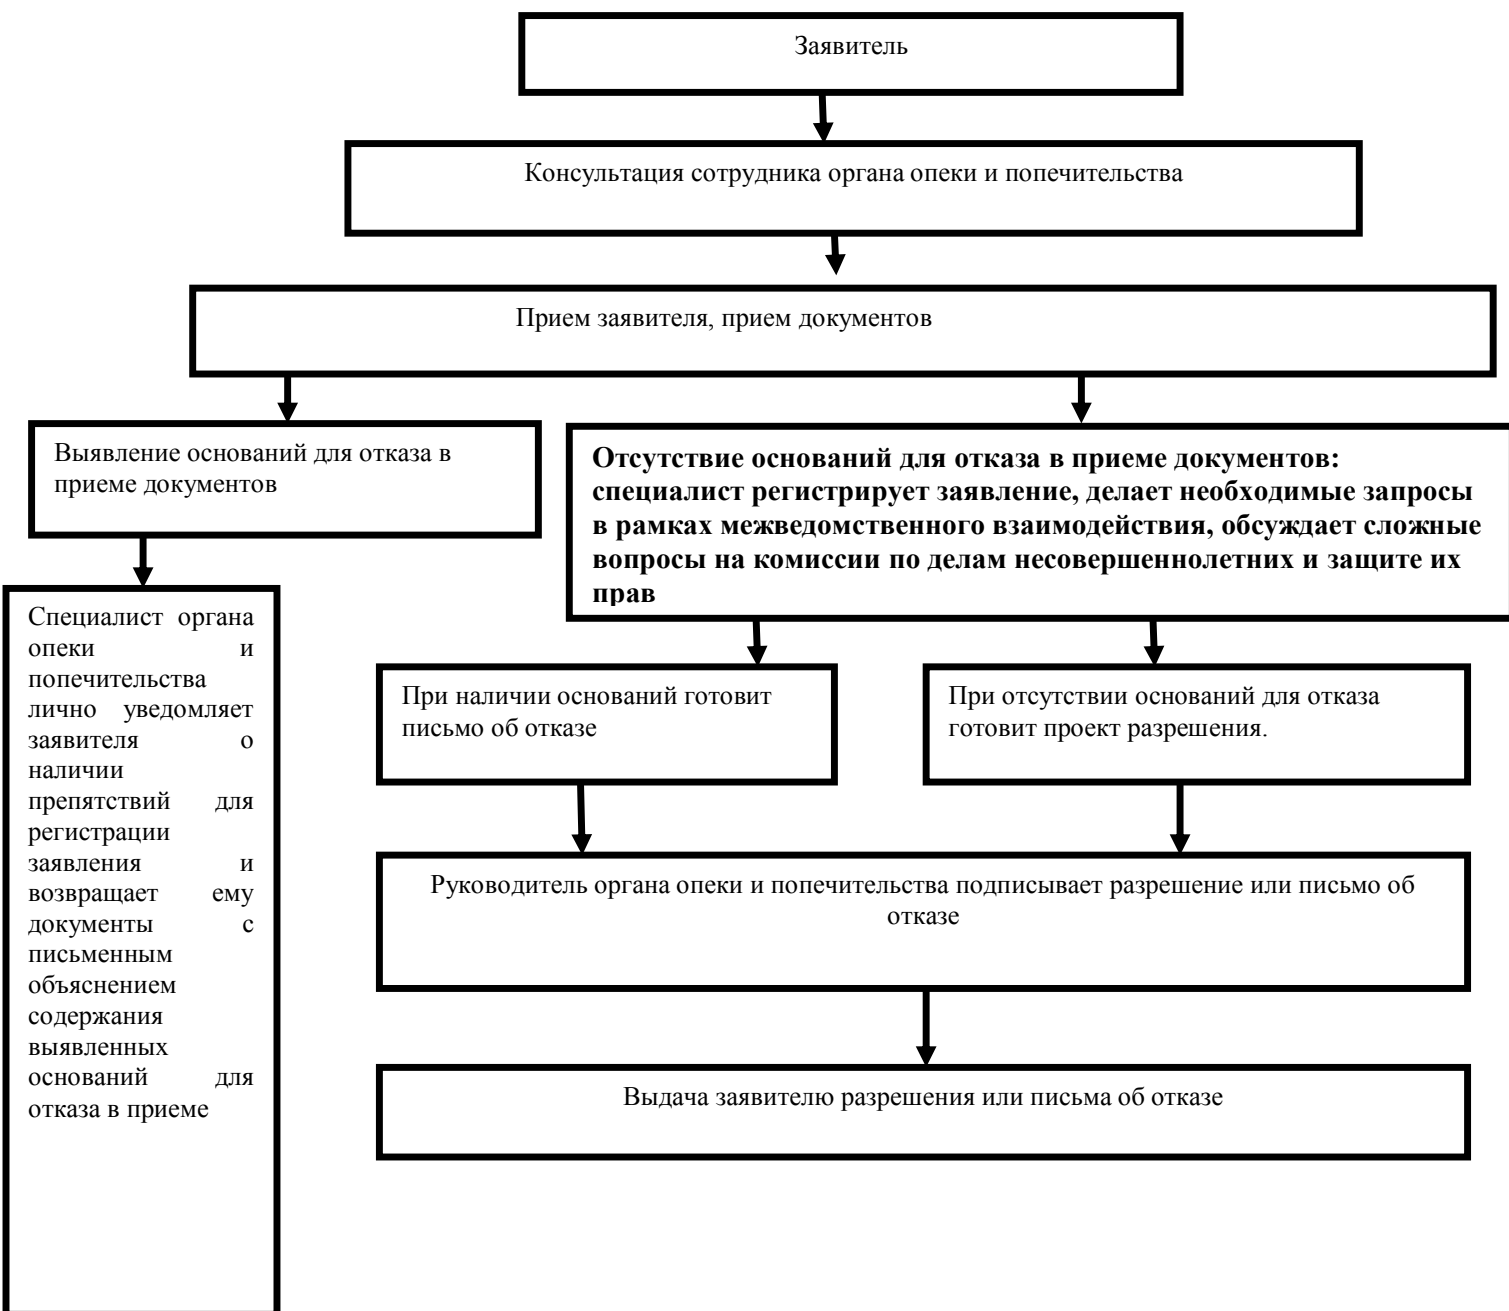 Заявитель
Консультация сотрудника органа опеки и попечительства
Прием заявителя, прием документов
Выявление оснований для отказа в
приеме документов
Отсутствие оснований для отказа в приеме документов:
специалист регистрирует заявление, делает необходимые запросы
в рамках межведомственного взаимодействия, обсуждает сложные
вопросы на комиссии по делам несовершеннолетних и защите их
прав
Специалист органа
опеки и
попечительства
лично уведомляет
заявителя о
наличии
препятствий для
регистрации
заявления и
возвращает ему
документы с
письменным
объяснением
содержания
выявленных
оснований для
отказа в приеме
При наличии оснований готовит
письмо об отказе
При отсутствии оснований для отказа
готовит проект разрешения.
Руководитель органа опеки и попечительства подписывает разрешение или письмо об
отказе
Выдача заявителю разрешения или письма об отказе